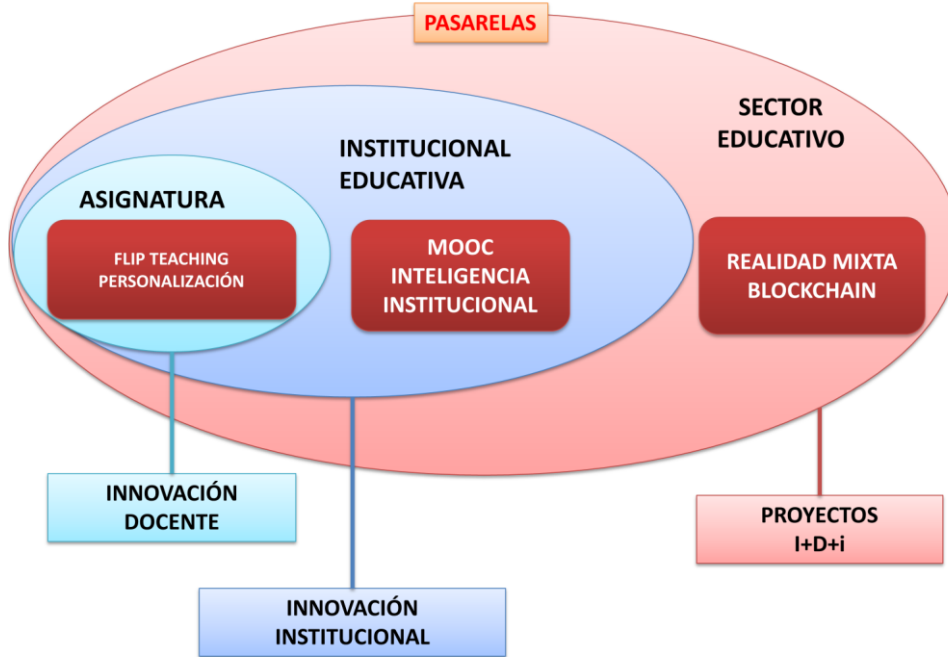 PASARELAS
SECTOR
EDUCATIVO
INSTITUCIONAL
EDUCATIVA
ASIGNATURA
FLIP TEACHING
PERSONALIZACIÓN
MOOC
INTELIGENCIA
INSTITUCIONAL
REALIDAD MIXTA
BLOCKCHAIN
INNOVACIÓN
DOCENTE
PROYECTOS
I+D+i
INNOVACIÓN
INSTITUCIONAL